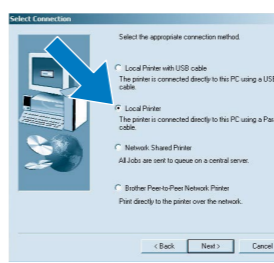 Select Connection
Select the appropriate connection method.
Local Printer with USB cable
The printer is connected directly to this PC using a USB
cable.
Local Printer
The printer is connected directly to this PC using a Par
cable.
Network Shared Printer
All Jobs are sent to queue on a central server.
Brother Peer-to-Peer Network Printer
Print directly to the printer over the network.
< Back Next > Cancel